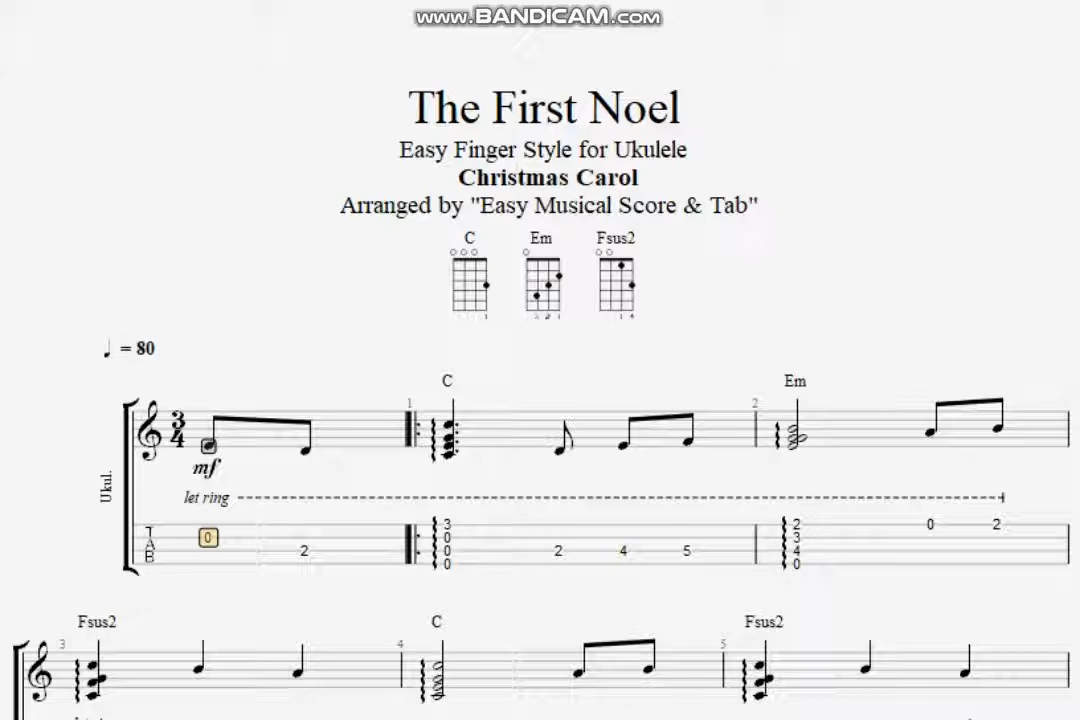 www.BANDICAM.com
The First Noel
Easy Finger Style for Ukulele
Christmas Carol
Arranged by "Easy Musical Score & Tab"
C Em Fsus2
= 80
C Em
1 2
3 4
mf
Ukul.
let ring
T A B
0 2 3 0 0 0 2 4 5 2 3 4 0 0 2
Fsus2 C Fsus2
3 4 5